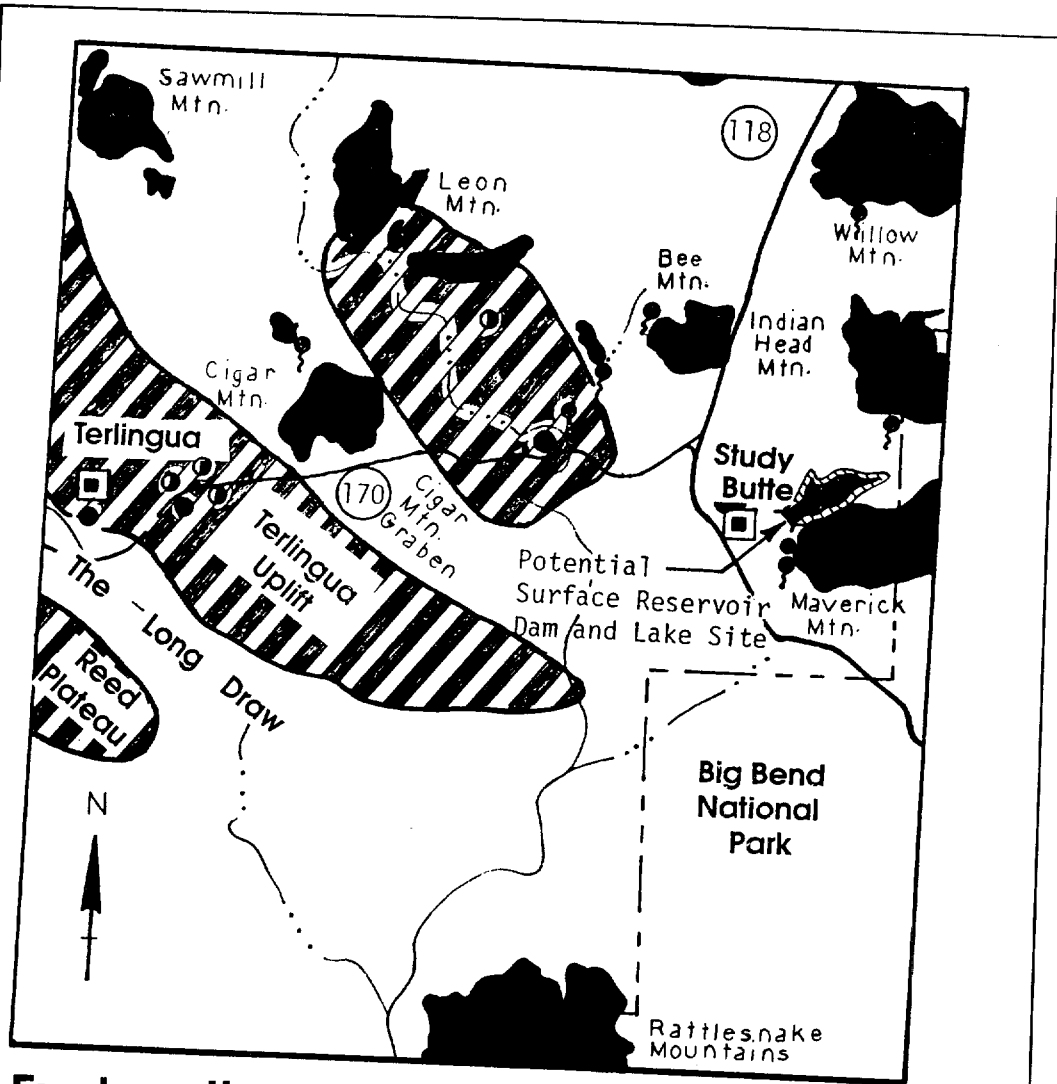 Sawmill
Mtn.
118
Leon
Mtn.
Willow
Mtn.
Bee
Mtn.
Indian
Head
Mtn.
Cigar
Mtn.
Terlingua
Study
Butte
170
Cigar
Mtn.
Graben
Terlingua
Uplift
Potential
Surface Reservoir
Dam and Lake Site
Maverick
Mtn.
The Long Draw
Reed
Plateau
Big Bend
National
Park
N
Rattlesnake
Mountains